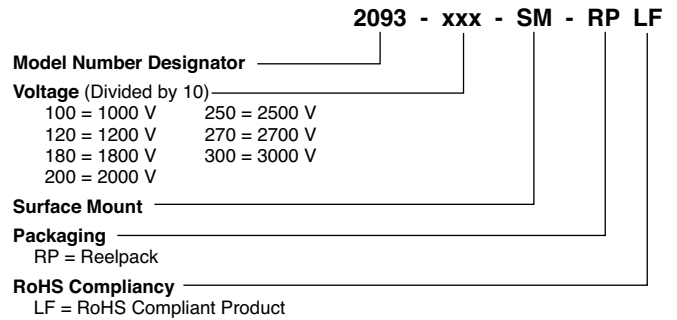 2093 - xxx - SM - RP LF
Model Number Designator
Voltage (Divided by 10)
100 = 1000 V 250 = 2500 V
120 = 1200 V 270 = 2700 V
180 = 1800 V 300 = 3000 V
200 = 2000 V
Surface Mount
Packaging
RP = Reelpack
RoHS Compliancy
LF = RoHS Compliant Product